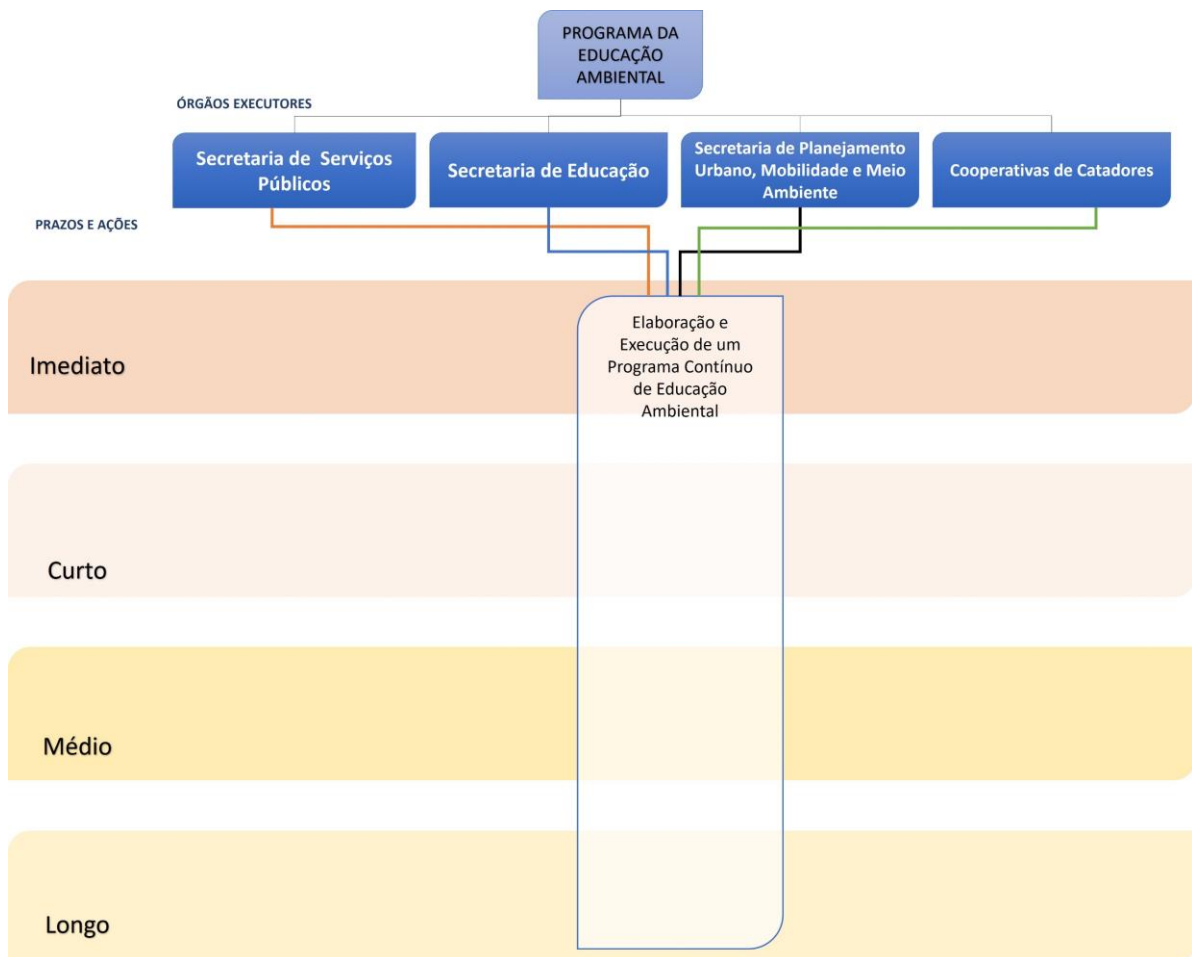 PROGRAMA DA
EDUCAÇÃO
AMBIENTAL
ÓRGÃOS EXECUTORES
Secretaria de Serviços
Públicos
Secretaria de Educação
Secretaria de Planejamento
Urbano, Mobilidade e Meio
Ambiente
Cooperativas de Catadores
PRAZOS E AÇÕES
Imediato
Elaboração e
Execução de um
Programa Contínuo
de Educação
Ambiental
Curto
Médio
Longo